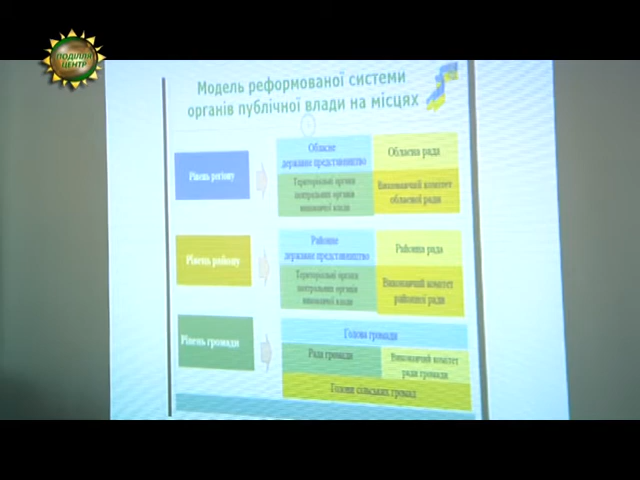 ПОДІЛЛЯ
ЦЕНТР
Модель реформованої системи
органів публічної влади на місцях
Рівень регіону
Обласне
державне представництво
Обласна рада
Територіальні органи
центральних органів
виконавчої влади
Виконавчий комітет
обласної ради
Рівень району
Районне
державне представництво
Районна рада
Територіальні органи
центральних органів
виконавчої влади
Виконавчий комітет
районної ради
Рівень громади
Голова громади
Рада громади
Виконавчий комітет
ради громади
Голови сільських громад